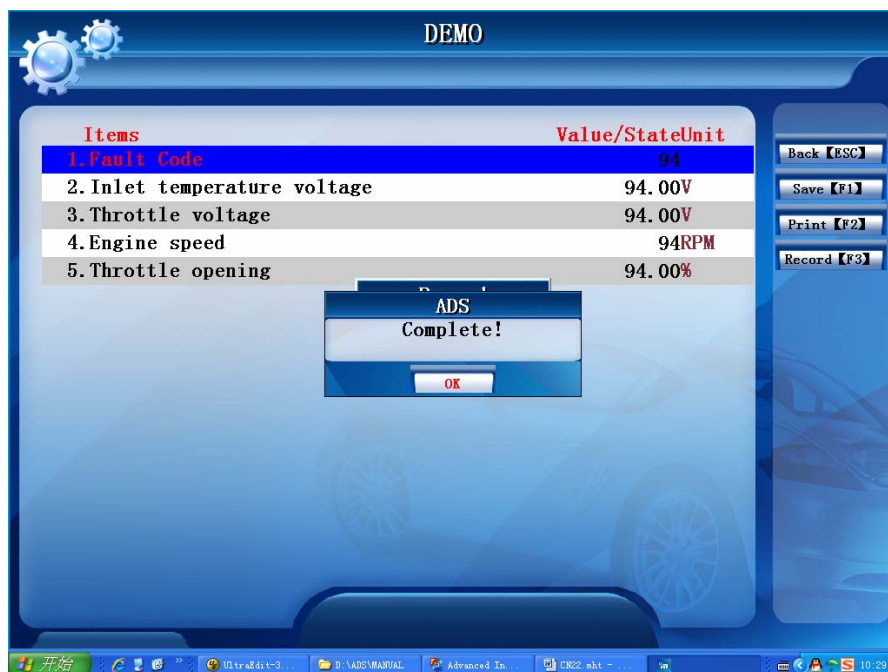 DEMO
Items Value/StateUnit
1.Fault Code 94
2.Inlet temperature voltage 94.00V
3.Throttle voltage 94.00V
4.Engine speed 94RPM
5.Throttle opening 94.00%
Back【ESC】
Save【F1】
Print【F2】
Record【F3】
ADS
Complete!
OK
开始 UltraEdit-3... D:\ADS\MANUAL Advanced In... CN22.mht - ... 10:29